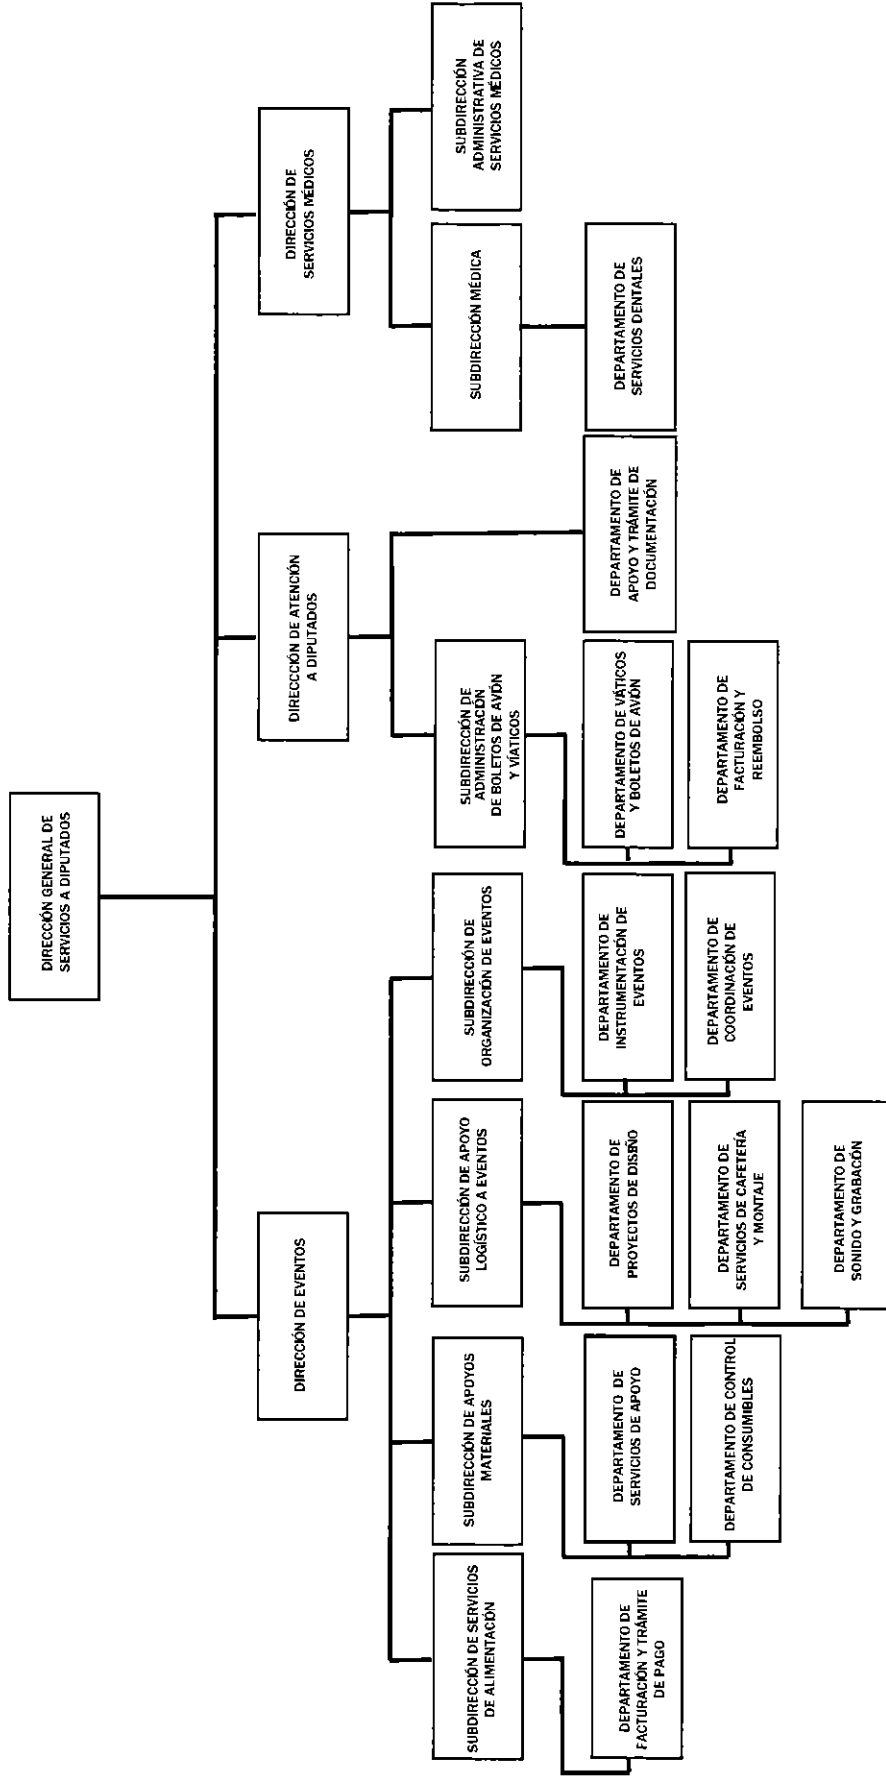 DIRECCIÓN GENERAL DE
SERVICIOS A DIPUTADOS
DIRECCIÓN DE EVENTOS
DIRECCCIÓN DE ATENCIÓN
A DIPUTADOS
DIRECCIÓN DE
SERVICIOS MÉDICOS
SUBDIRECCIÓN DE SERVICIOS
DE ALIMENTACIÓN
SUBDIRECCIÓN DE APOYOS
MATERIALES
SUBDIRECCIÓN DE APOYO
LOGÍSTICO A EVENTOS
SUBDIRECCIÓN DE
ORGANIZACIÓN DE EVENTOS
SUBDIRECCIÓN DE
ADMINISTRACIÓN
DE BOLETOS DE AVIÓN
Y VÍATICOS
SUBDIRECCIÓN MÉDICA
SUBDIRECCIÓN
ADMINISTRATIVA DE
SERVICIOS MÉDICOS
DEPARTAMENTO DE
FACTURACIÓN Y TRÁMITE
DE PAGO
DEPARTAMENTO DE
SERVICIOS DE APOYO
DEPARTAMENTO DE
PROYECTOS DE DISEÑO
DEPARTAMENTO DE
INSTRUMENTACIÓN DE
EVENTOS
DEPARTAMENTO DE VÁTICOS
Y BOLETOS DE AVIÓN
DEPARTAMENTO DE
APOYO Y TRÁMITE DE
DOCUMENTACIÓN
DEPARTAMENTO DE
SERVICIOS DENTALES
DEPARTAMENTO DE CONTROL
DE CONSUMIBLES
DEPARTAMENTO DE
SERVICIOS DE CAFETERÍA
Y MONTAJE
DEPARTAMENTO DE
COORDINACIÓN DE
EVENTOS
DEPARTAMENTO DE
FACTURACIÓN Y
REEMBOLSO
DEPARTAMENTO DE
SONIDO Y GRABACÓN